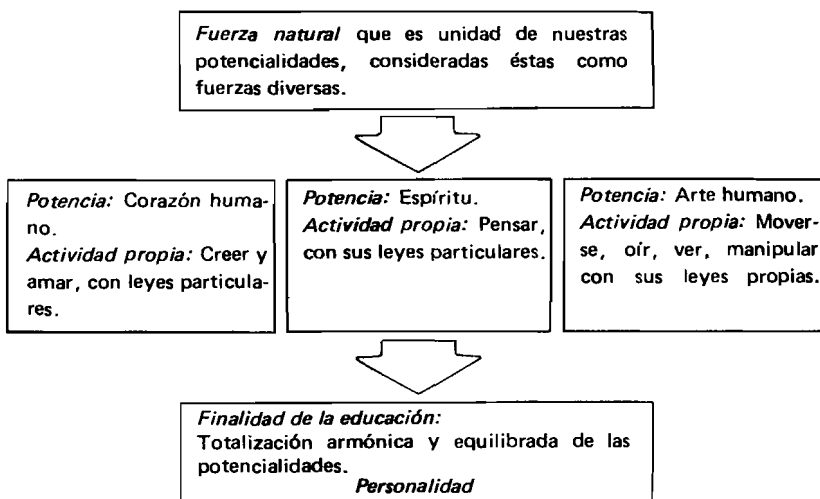 Fuerza natural que es unidad de nuestras
potencialidades, consideradas éstas como
fuerzas diversas.
Potencia: Corazón huma-
no.
Actividad propia: Creer y
amar, con leyes particula-
res.
Potencia: Espíritu.
Actividad propia: Pensar,
con sus leyes particulares.
Potencia: Arte humano.
Actividad propia: Mover-
se, oír, ver, manipular
con sus leyes propias.
Finalidad de la educación:
Totalización armónica y equilibrada de las
potencialidades.
Personalidad